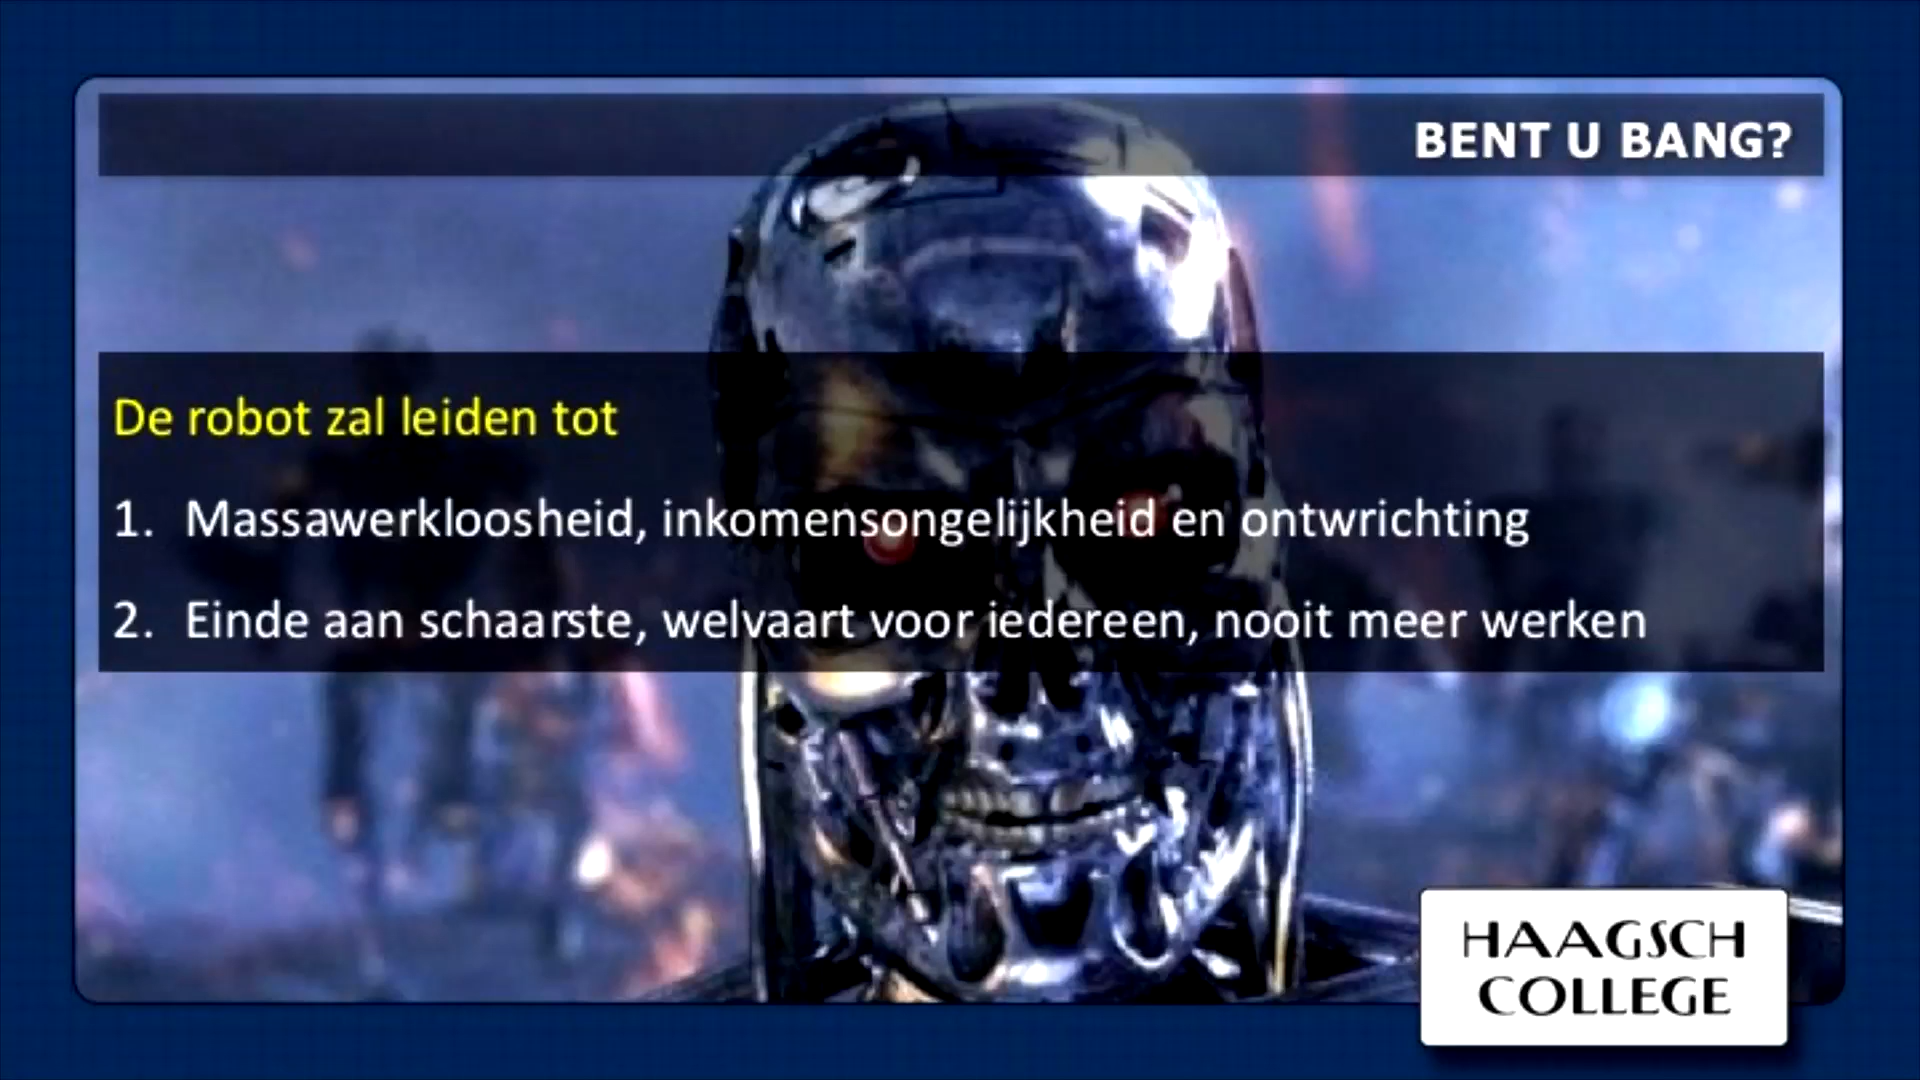 BENT U BANG?
De robot zal leiden tot
1. Massawerkloosheid, inkomensongelijkheid en ontwrichting
2. Einde aan schaarste, welvaart voor iedereen, nooit meer werken
HAAGSCH
COLLEGE